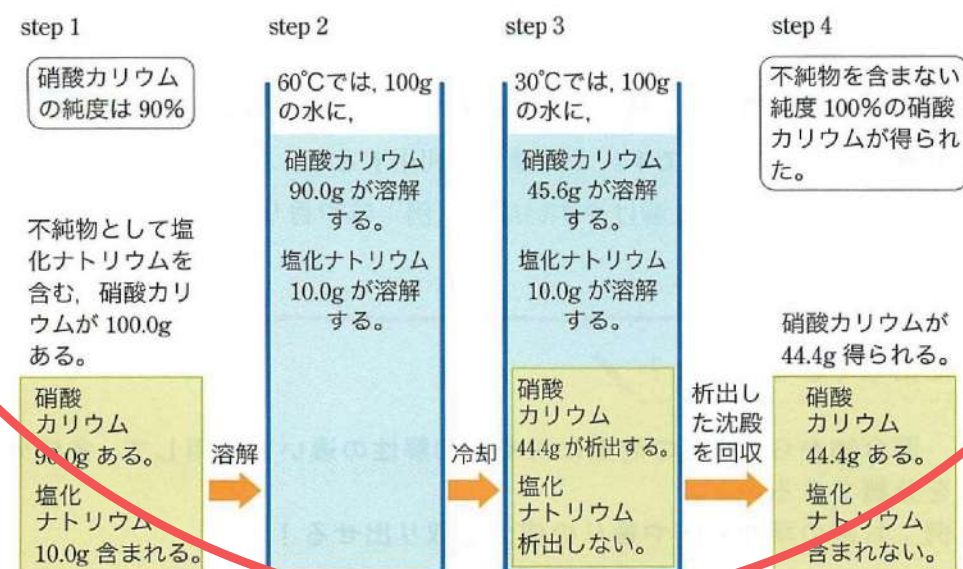 step 1
硝酸カリウム
の純度は 90%
不純物として塩
化ナトリウムを
含む，硝酸カリ
ウムが 100.0g
ある。
硝酸
カリウム
90.0g ある。
塩化
ナトリウム
10.0g 含まれる。
溶解
step 2
60℃では，100g
の水に，
硝酸カリウム
90.0g が溶解
する。
塩化ナトリウム
10.0g が溶解
する。
冷却
step 3
30℃では，100g
の水に，
硝酸カリウム
45.6g が溶解
する。
塩化ナトリウム
10.0g が溶解
する。
硝酸
カリウム
44.4g が析出する。
塩化
ナトリウム
析出しない。
析出し
た沈殿
を回収
step 4
不純物を含まない
純度 100%の硝酸
カリウムが得られ
た。
硝酸カリウムが
44.4g 得られる。
硝酸
カリウム
44.4g ある。
塩化
ナトリウム
含まれない。